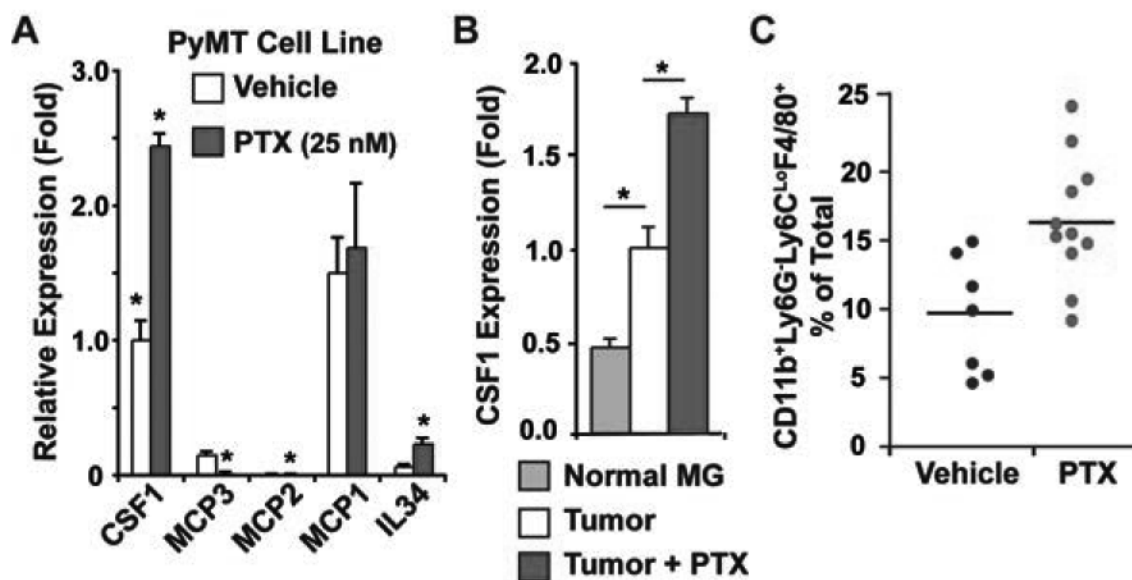 A
PyMT Cell Line
Vehicle
PTX (25 nM)
Relative Expression (Fold)
3.0
2.0
1.0
0
*
*
*
*
*
CSF1
MCP3
MCP2
MCP1
IL34
B
CSF1 Expression (Fold)
2.0
1.5
1.0
0.5
0.0
*
*
Normal MG
Tumor
Tumor + PTX
C
CD11b⁺Ly6G⁻Ly6CᴸᵒF4/80⁺
% of Total
25
20
15
10
5
0
Vehicle
PTX